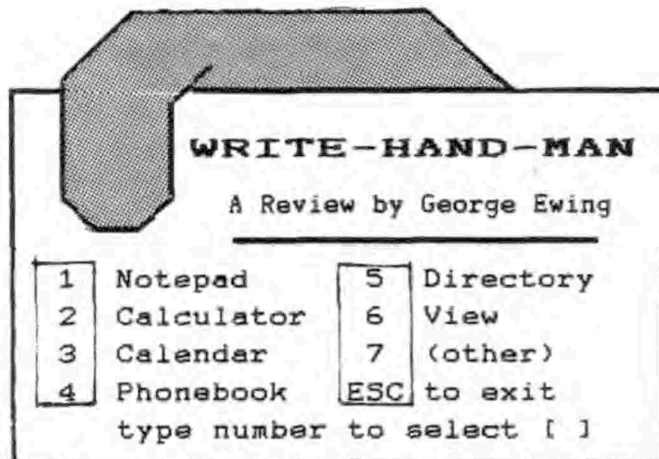 WRITE-HAND-MAN
A Review by George Ewing
1 Notepad 5 Directory
2 Calculator 6 View
3 Calendar 7 (other)
4 Phonebook ESC to exit
type number to select [ ]